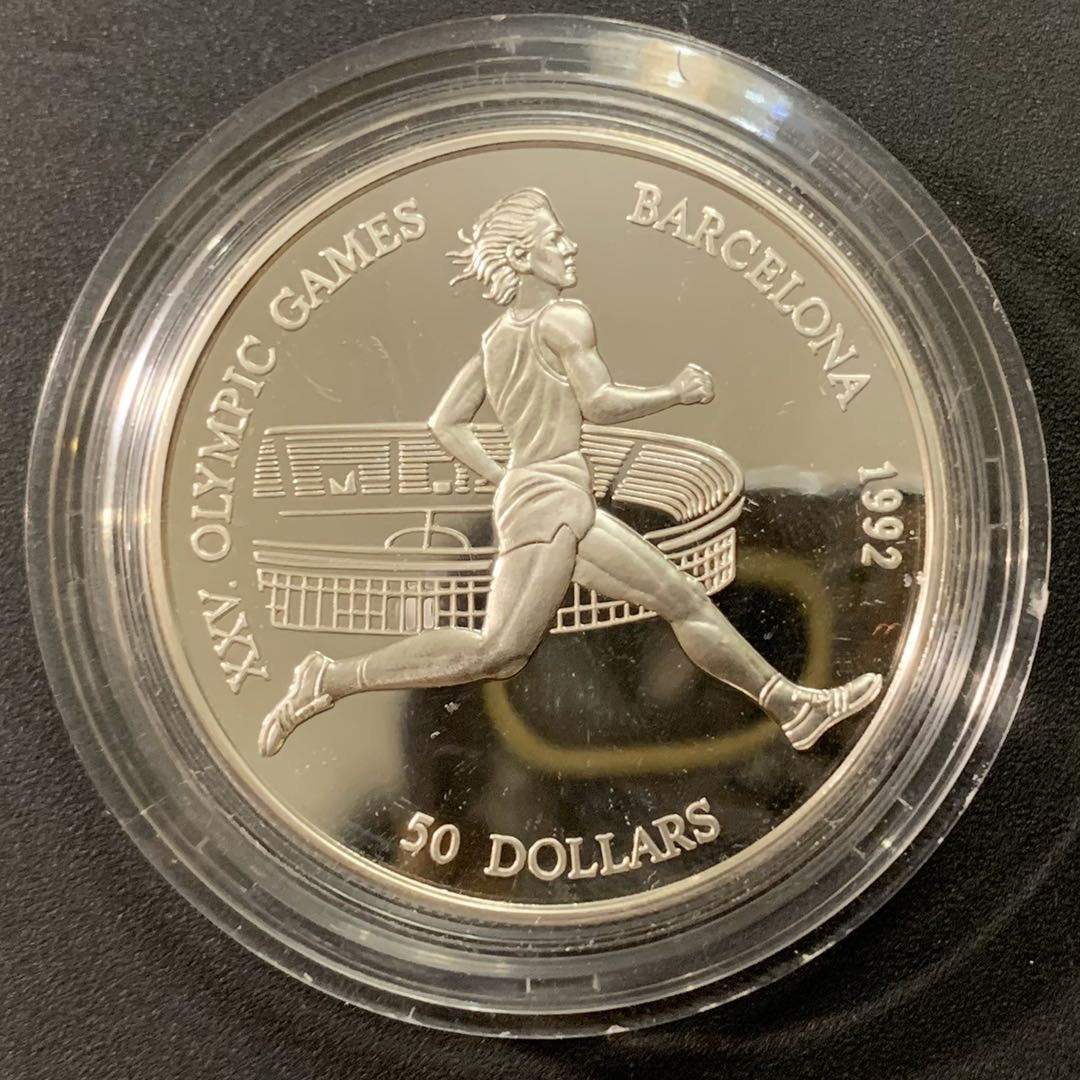 XXV. OLYMPIC GAMES
BARCELONA 1992
50 DOLLARS